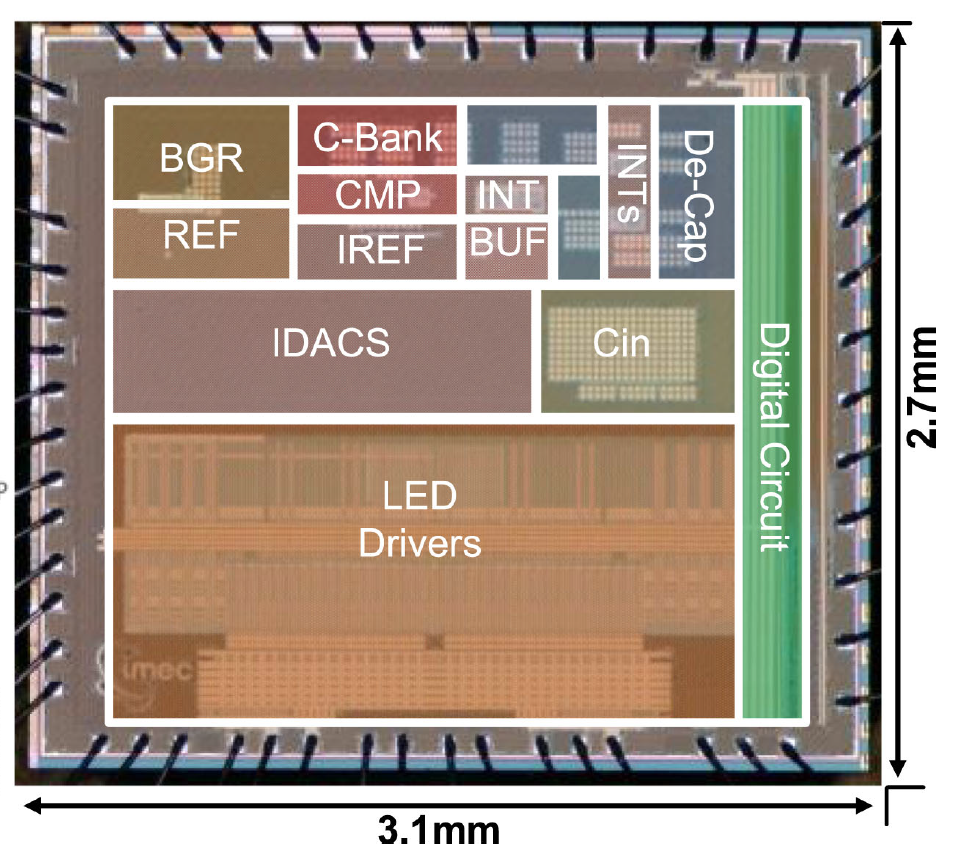 BGR
C-Bank
INTs
De-Cap
CMP
INT
REF
IREF
BUF
IDACS
Cin
Digital Circuit
LED
Drivers
imec
2.7mm
3.1mm
P